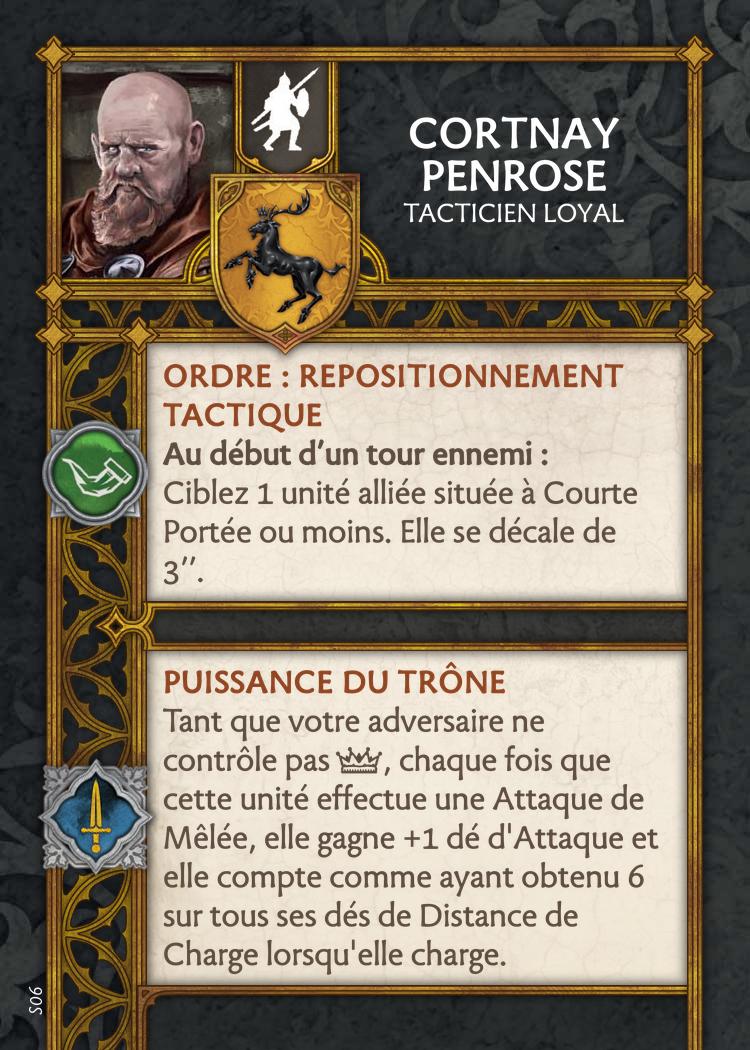 CORTNAY
PENROSE
TACTICIEN LOYAL
ORDRE : REPOSITIONNEMENT
TACTIQUE
Au début d’un tour ennemi :
Ciblez 1 unité alliée située à Courte
Portée ou moins. Elle se décale de
3’’.
PUISSANCE DU TRÔNE
Tant que votre adversaire ne
contrôle pas , chaque fois que
cette unité effectue une Attaque de
Mêlée, elle gagne +1 dé d'Attaque et
elle compte comme ayant obtenu 6
sur tous ses dés de Distance de
Charge lorsqu'elle charge.
S06